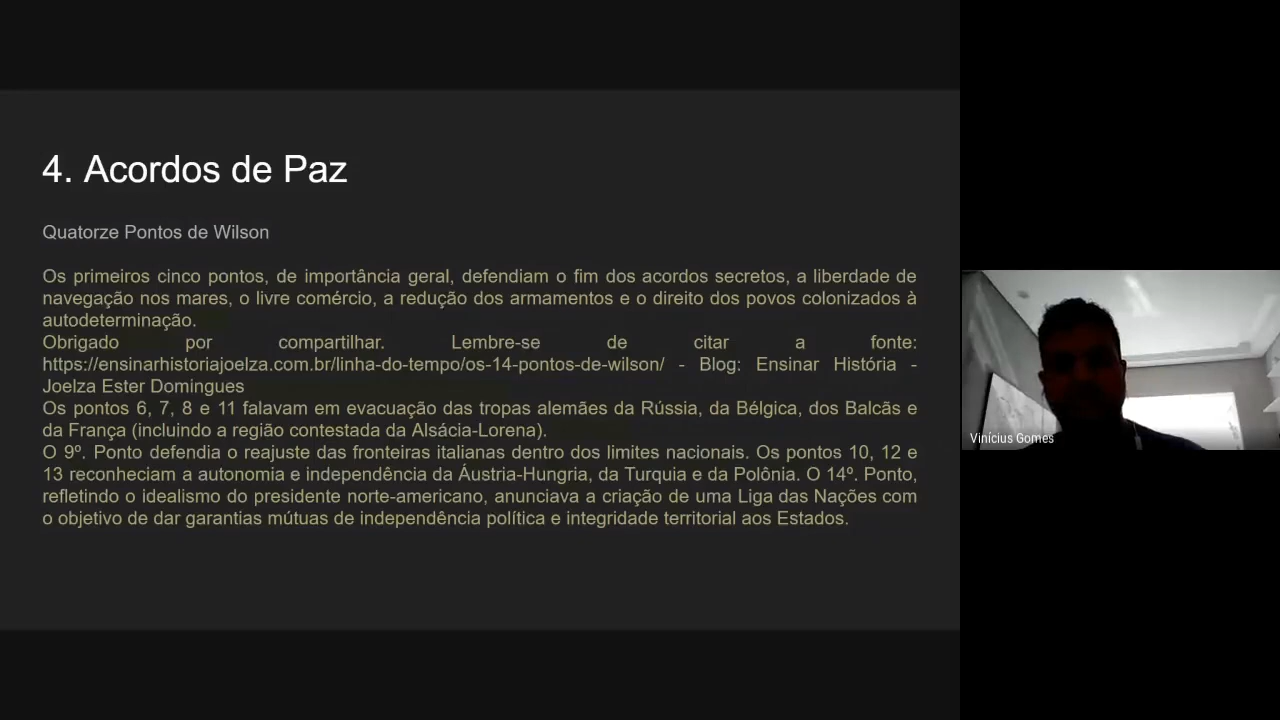 4. Acordos de Paz
Quatorze Pontos de Wilson
Os primeiros cinco pontos, de importância geral, defendiam o fim dos acordos secretos, a liberdade de
navegação nos mares, o livre comércio, a redução dos armamentos e o direito dos povos colonizados à
autodeterminação.
Obrigado por compartilhar. Lembre-se de citar a fonte:
https://ensinarhistoriajoelza.com.br/linha-do-tempo/os-14-pontos-de-wilson/ - Blog: Ensinar História -
Joelza Ester Domingues
Os pontos 6, 7, 8 e 11 falavam em evacuação das tropas alemães da Rússia, da Bélgica, dos Balcãs e
da França (incluindo a região contestada da Alsácia-Lorena).
O 9º. Ponto defendia o reajuste das fronteiras italianas dentro dos limites nacionais. Os pontos 10, 12 e
13 reconheciam a autonomia e independência da Áustria-Hungria, da Turquia e da Polônia. O 14º. Ponto,
refletindo o idealismo do presidente norte-americano, anunciava a criação de uma Liga das Nações com
o objetivo de dar garantias mútuas de independência política e integridade territorial aos Estados.
Vinícius Gomes